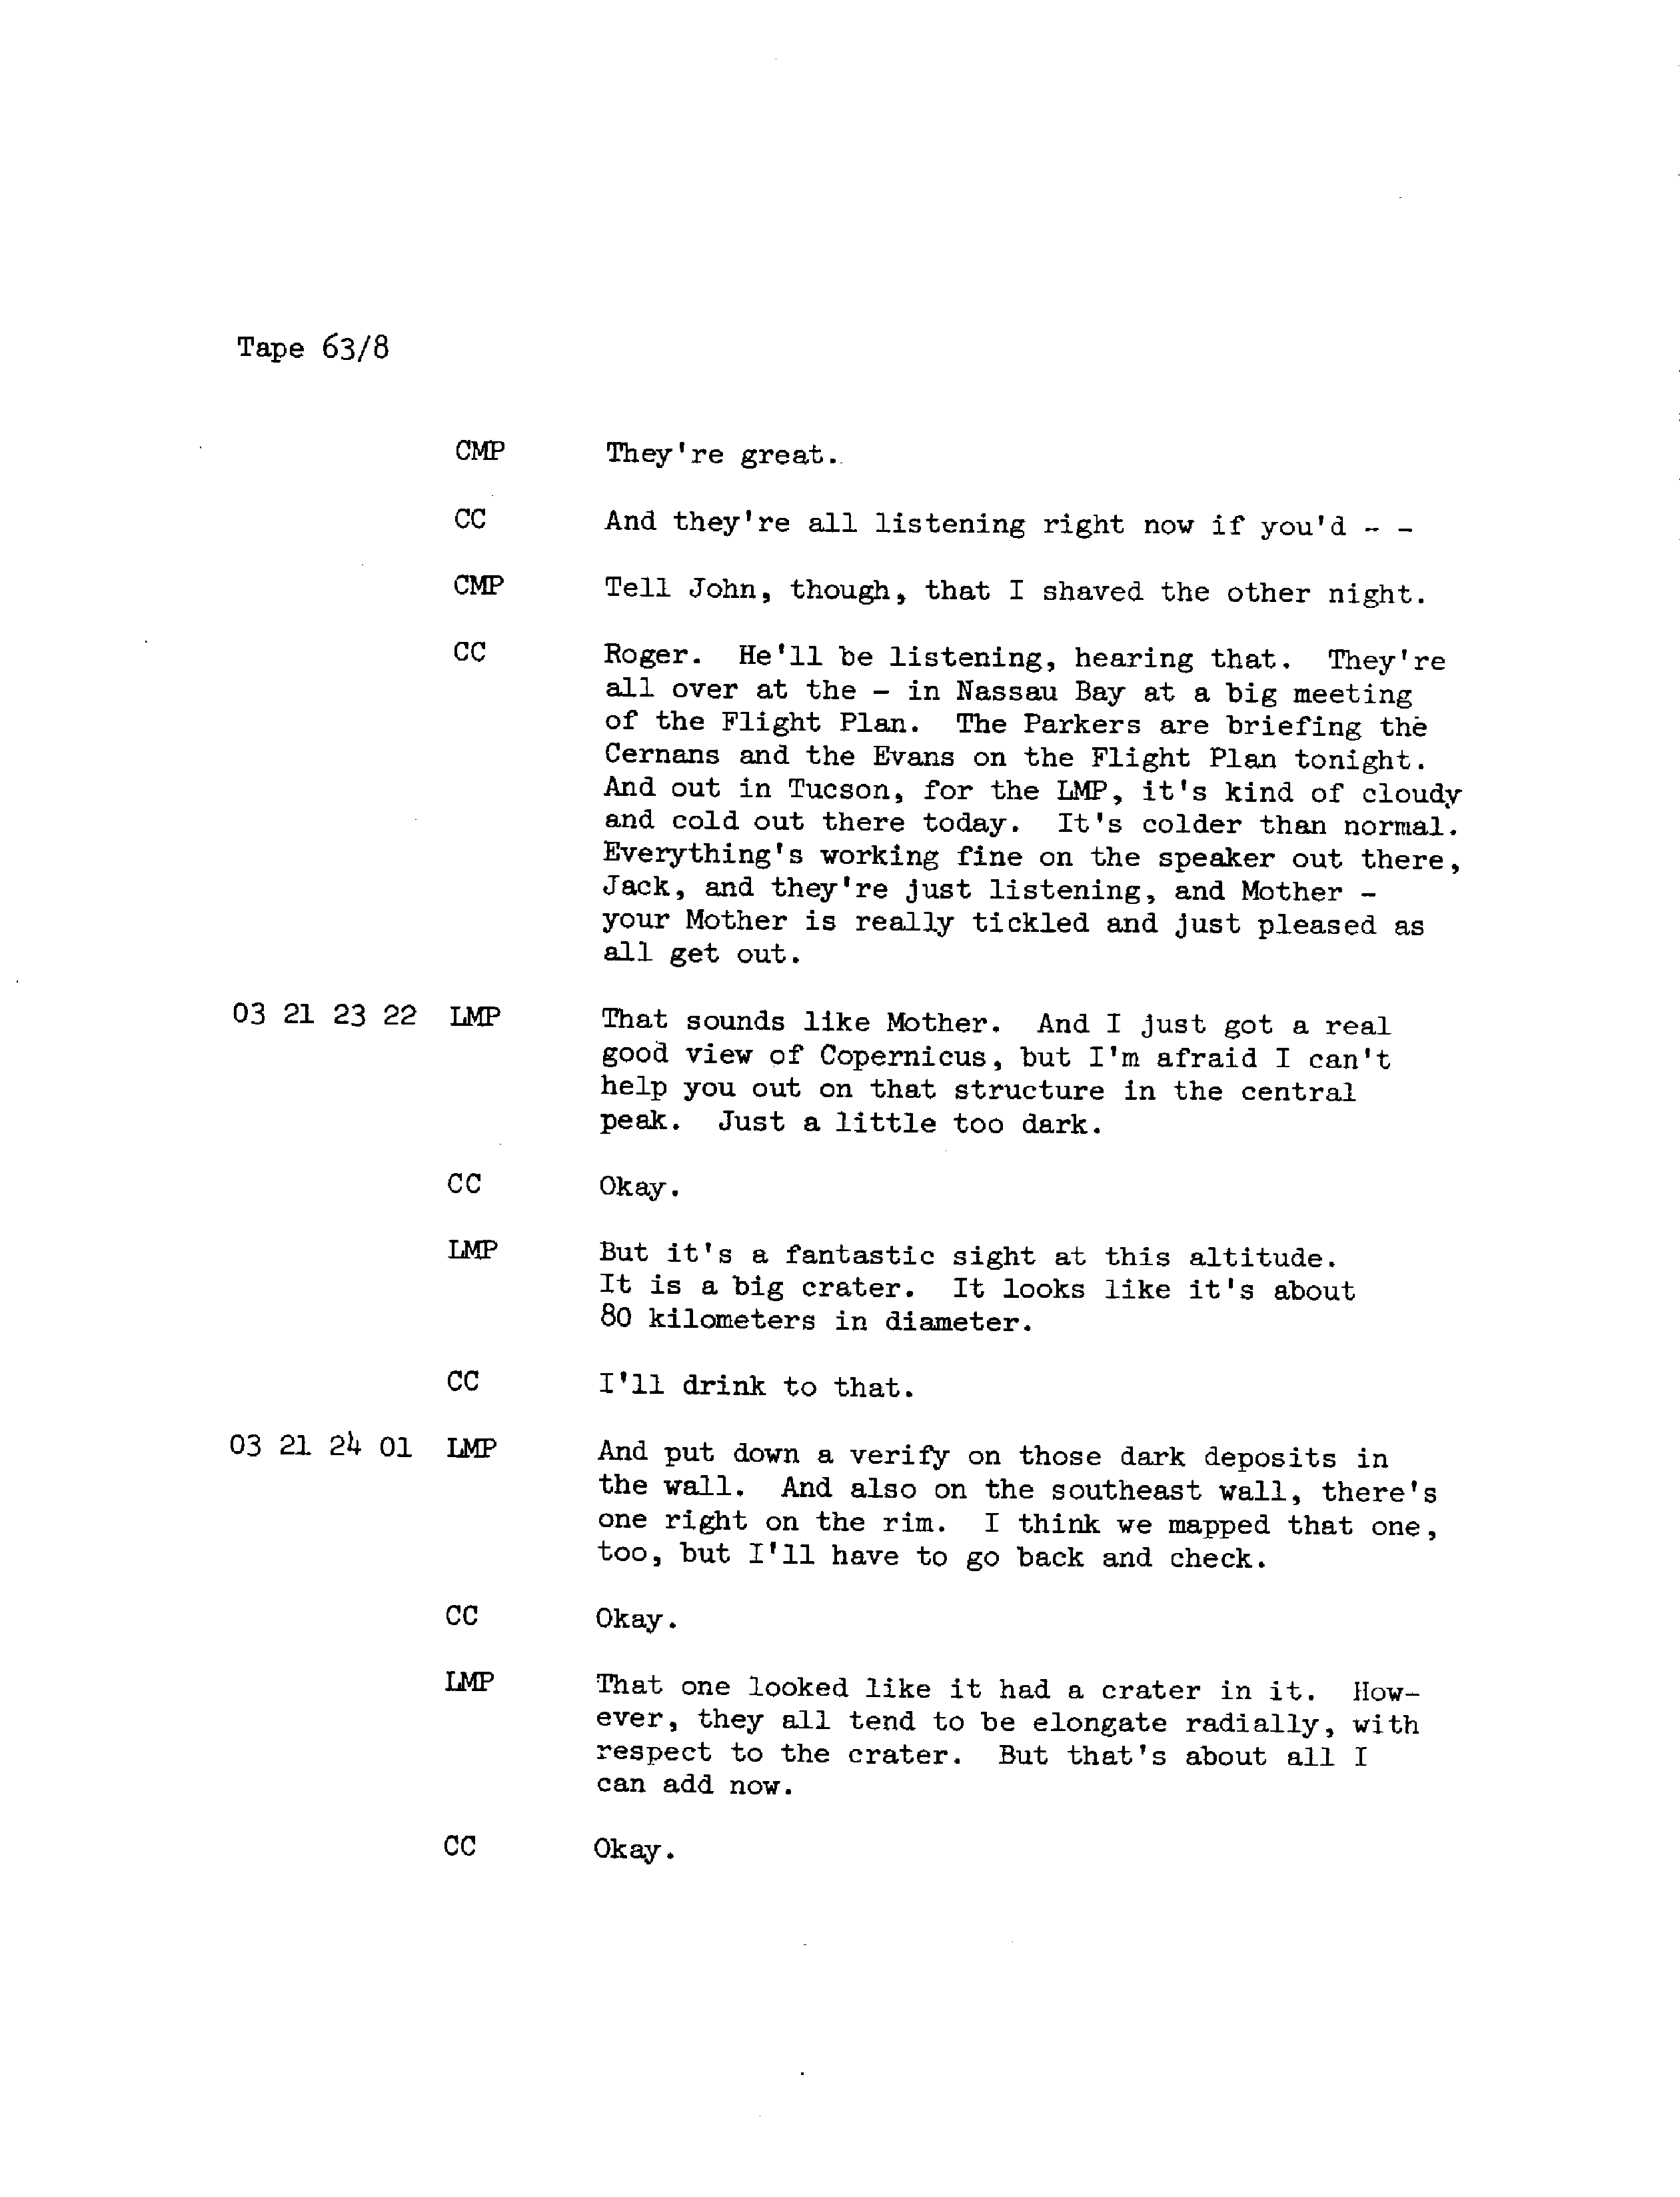 Tape 63/8
CMP They're great.
CC And they're all listening right now if you'd - -
CMP Tell John, though, that I shaved the other night.
CC Roger. He'll be listening, hearing that. They're
all over at the - in Nassau Bay at a big meeting
of the Flight Plan. The Parkers are briefing the
Cernans and the Evans on the Flight Plan tonight.
And out in Tucson, for the LMP, it's kind of cloudy
and cold out there today. It's colder than normal.
Everything's working fine on the speaker out there,
Jack, and they're just listening, and Mother -
your Mother is really tickled and just pleased as
all get out.
03 21 23 22 LMP That sounds like Mother. And I just got a real
good view of Copernicus, but I'm afraid I can't
help you out on that structure in the central
peak. Just a little too dark.
CC Okay.
LMP But it's a fantastic sight at this altitude.
It is a big crater. It looks like it's about
80 kilometers in diameter.
CC I'll drink to that.
03 21 24 01 LMP And put down a verify on those dark deposits in
the wall. And also on the southeast wall, there's
one right on the rim. I think we mapped that one,
too, but I'll have to go back and check.
CC Okay.
LMP That one looked like it had a crater in it. How-
ever, they all tend to be elongate radially, with
respect to the crater. But that's about all I
can add now.
CC Okay.